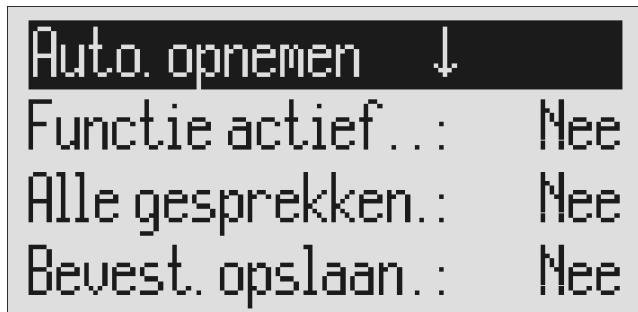 Auto. opnemen ↓
Functie actief..: Nee
Alle gesprekken.: Nee
Bevest. opslaan.: Nee